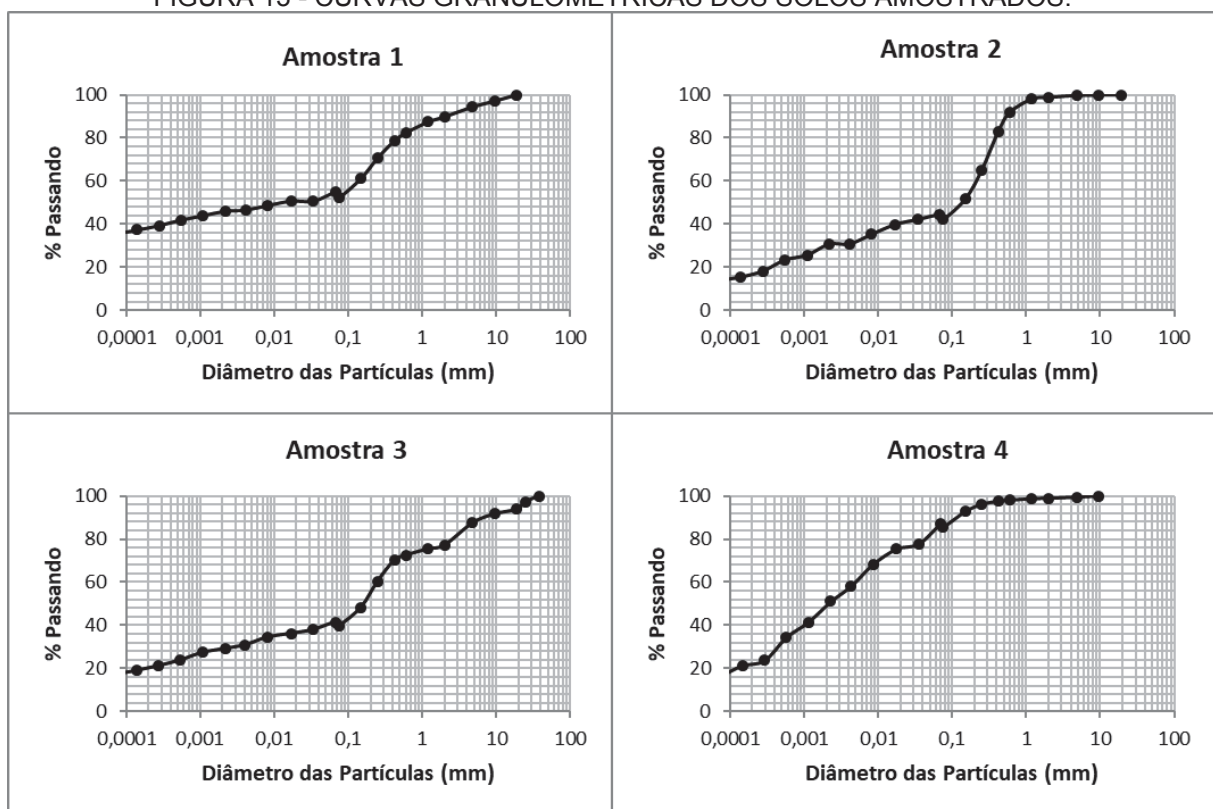 FIGURA 15 - CURVAS GRANULOMÉTRICAS DOS SOLOS AMOSTRADOS.
Amostra 1
% Passando
100
80
60
40
20
0
0,0001 0,001 0,01 0,1 1 10 100
Diâmetro das Partículas (mm)
Amostra 2
% Passando
100
80
60
40
20
0
0,0001 0,001 0,01 0,1 1 10 100
Diâmetro das Partículas (mm)
Amostra 3
% Passando
100
80
60
40
20
0
0,0001 0,001 0,01 0,1 1 10 100
Diâmetro das Partículas (mm)
Amostra 4
% Passando
100
80
60
40
20
0
0,0001 0,001 0,01 0,1 1 10 100
Diâmetro das Partículas (mm)